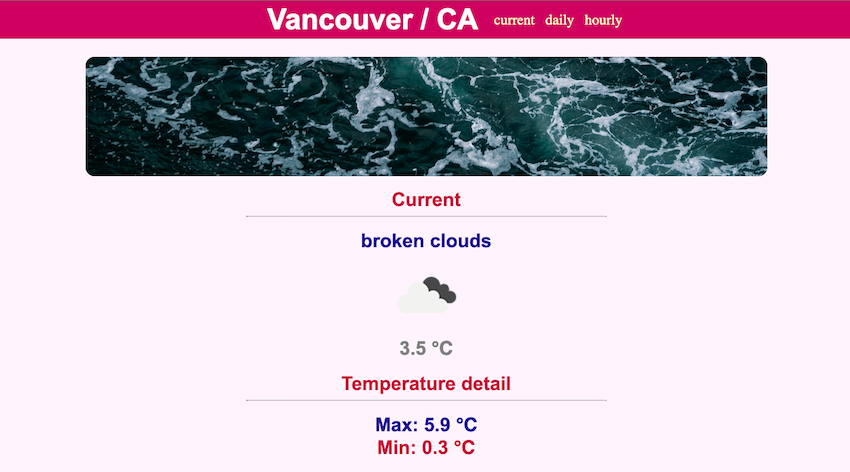 Vancouver / CA current daily hourly
Current
broken clouds
3.5 °C
Temperature detail
Max: 5.9 °C
Min: 0.3 °C